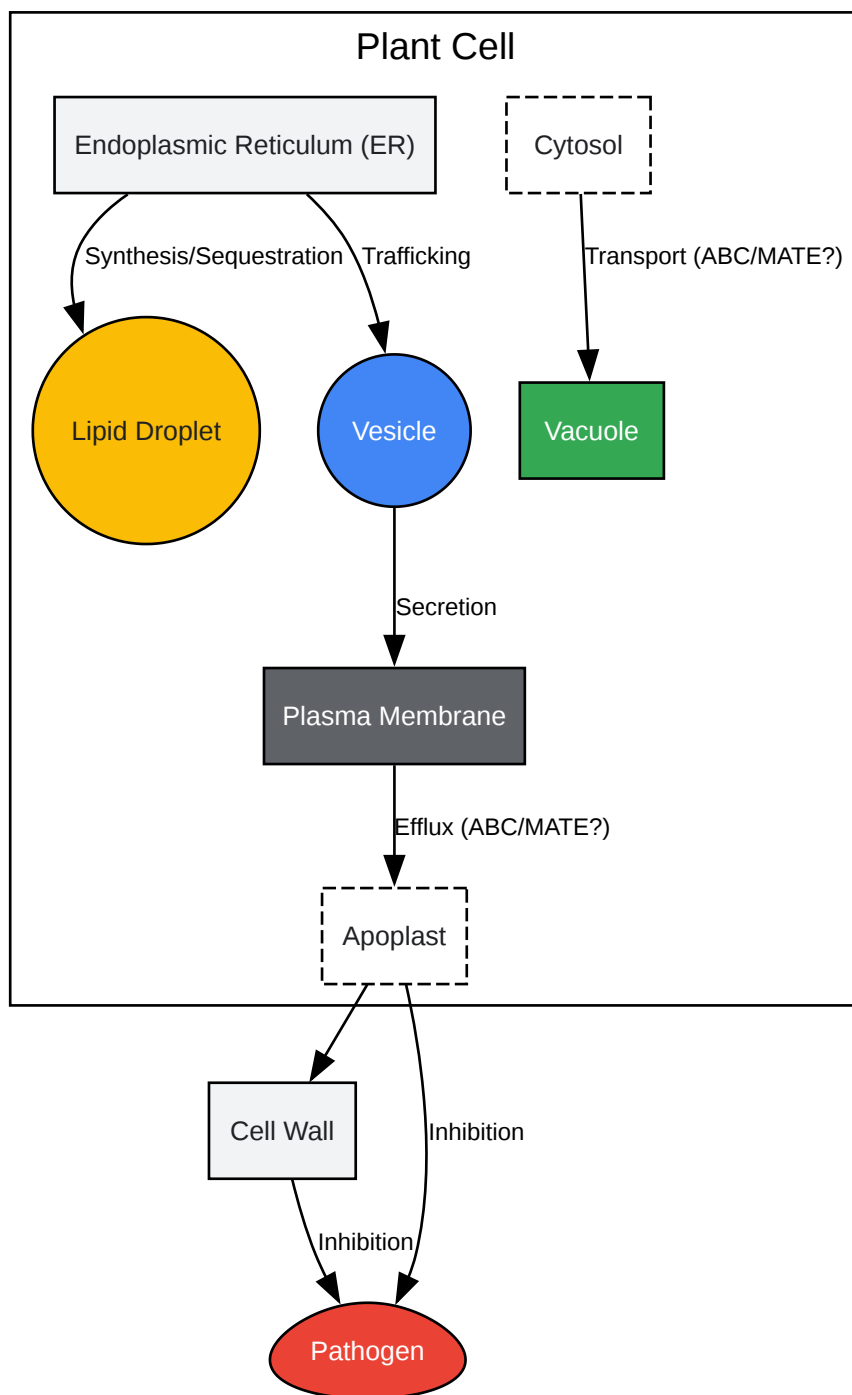 Plant Cell
Endoplasmic Reticulum (ER)
Cytosol
Synthesis/Sequestration
Trafficking
Transport (ABC/MATE?)
Lipid Droplet
Vesicle
Vacuole
Secretion
Plasma Membrane
Efflux (ABC/MATE?)
Apoplast
Cell Wall
Inhibition
Inhibition
Pathogen